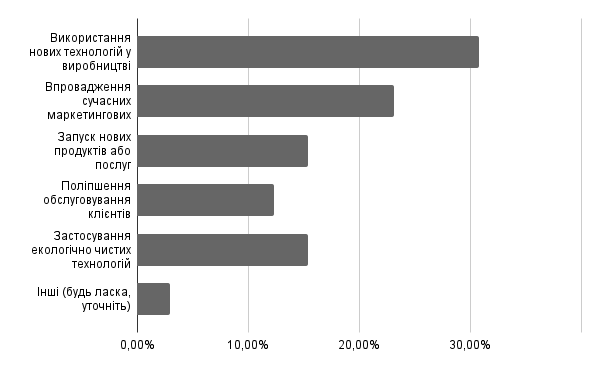 Використання
нових технологій у
виробництві
Впровадження
сучасних
маркетингових
Запуск нових
продуктів або
послуг
Поліпшення
обслуговування
клієнтів
Застосування
екологічно чистих
технологій
Інші (будь ласка,
уточніть)
0,00% 10,00% 20,00% 30,00%